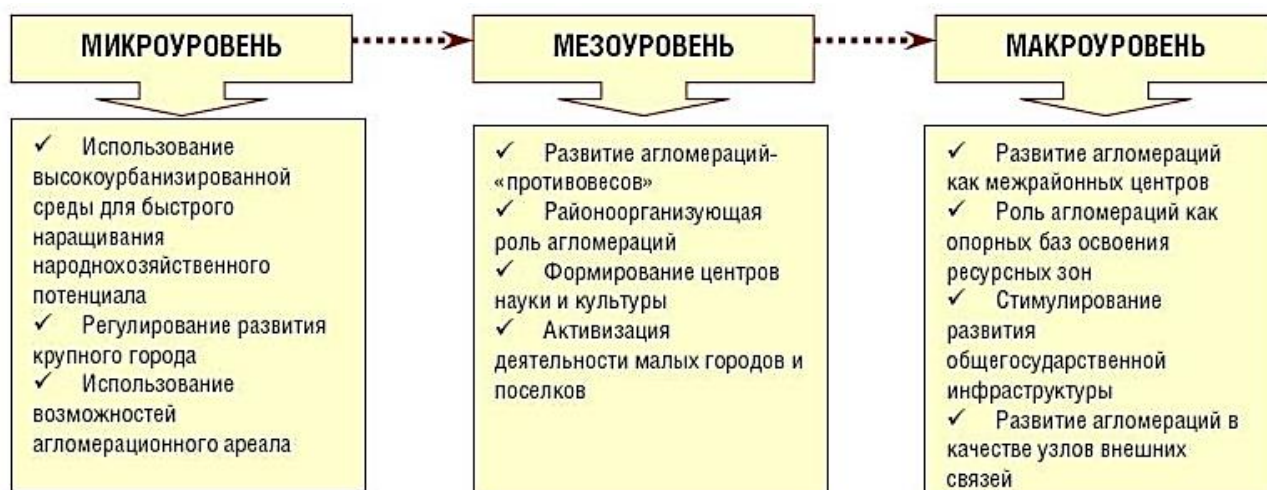 МИКРОУРОВЕНЬ
МЕЗОУРОВЕНЬ
МАКРОУРОВЕНЬ
✓ Использование
высокоурбанизированной
среды для быстрого
наращивания
народнохозяйственного
потенциала
✓ Регулирование развития
крупного города
✓ Использование
возможностей
агломерационного ареала
✓ Развитие агломераций-
«противовесов»
✓ Районоорганизующая
роль агломераций
✓ Формирование центров
науки и культуры
✓ Активизация
деятельности малых городов и
поселков
✓ Развитие агломераций
как межрайонных центров
✓ Роль агломераций как
опорных баз освоения
ресурсных зон
✓ Стимулирование
развития
общегосударственной
инфраструктуры
✓ Развитие агломераций в
качестве узлов внешних
связей